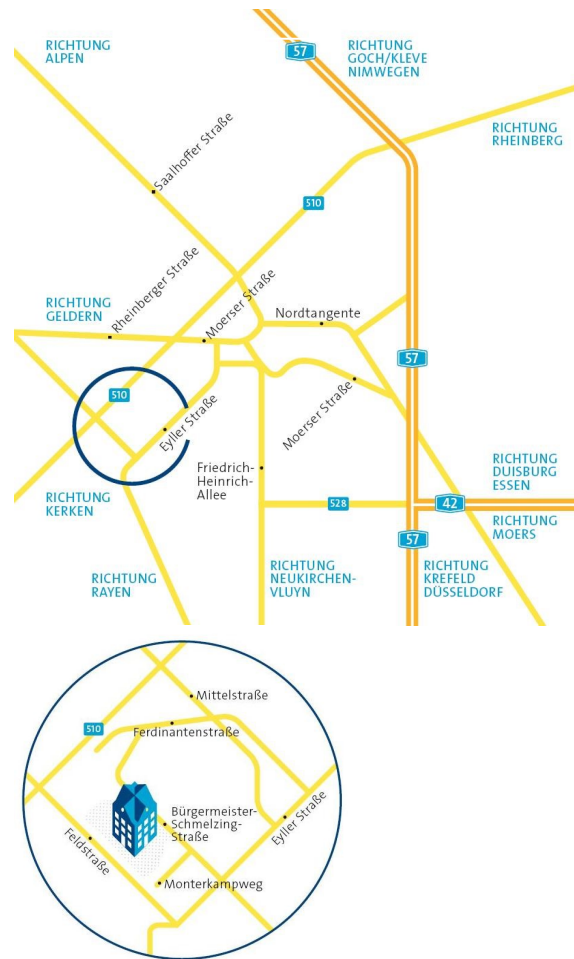 RICHTUNG
ALPEN
57
RICHTUNG
GOCH/KLEVE
NIMWEGEN
RICHTUNG
RHEINBERG
Saalhoffer Straße
510
Rheinberger Straße
Moerser Straße
RICHTUNG
GELDERN
Nordtangente
57
510
Eyller Straße
Moerser Straße
Friedrich-
Heinrich-
Allee
RICHTUNG
DUISBURG
ESSEN
RICHTUNG
KERKEN
528
42
RICHTUNG
MOERS
57
RICHTUNG
RAYEN
RICHTUNG
NEUKIRCHEN-
VLUYN
RICHTUNG
KREFELD
DÜSSELDORF
Mittelstraße
510
Ferdinantenstraße
Bürgermeister-
Schmelzing-
Straße
Eyller Straße
Feldstraße
Monterkampweg